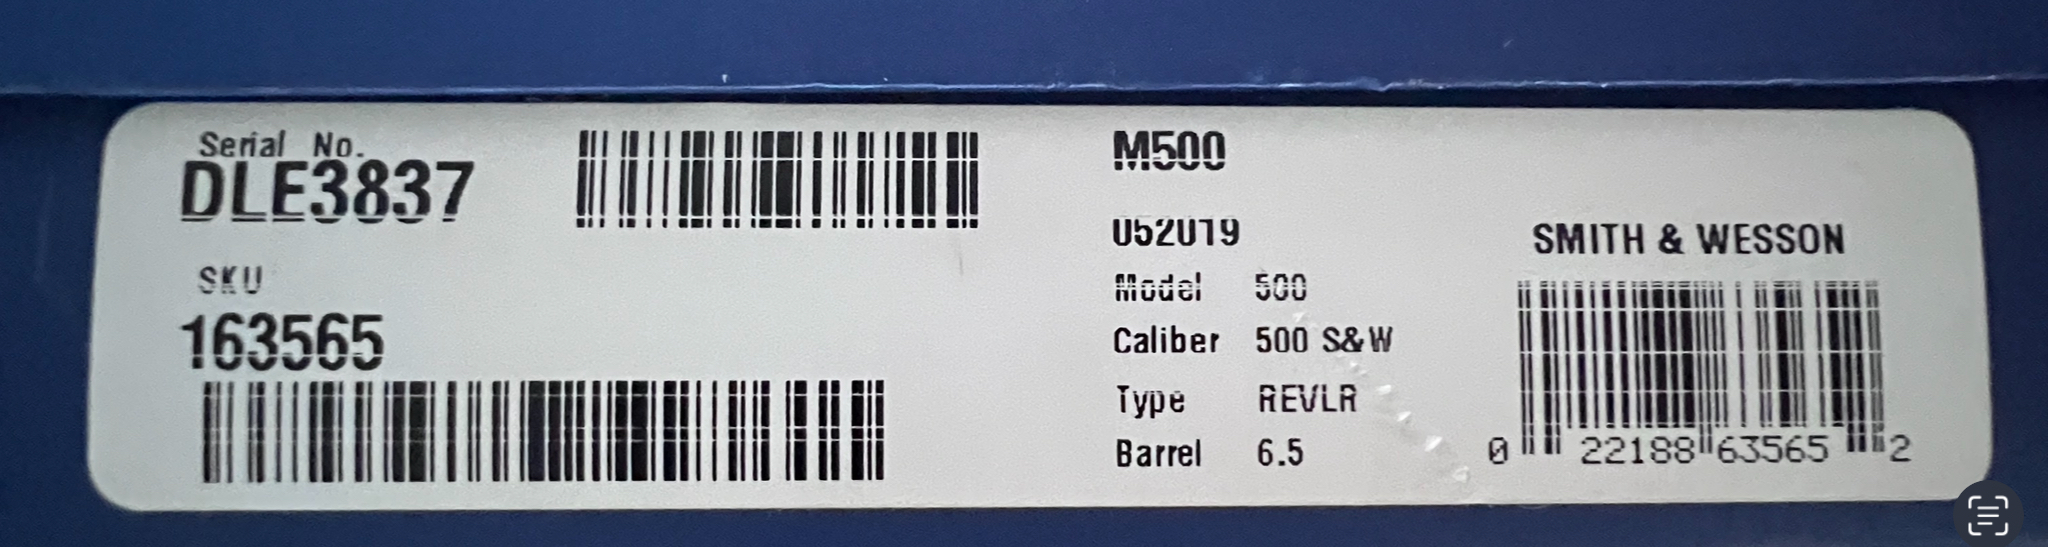 Serial No.
DLE3837
SKU
163565
M500
052019
Model 500
Caliber 500 S&W
Type REVLR
Barrel 6.5
SMITH & WESSON
0 22188 63565 2